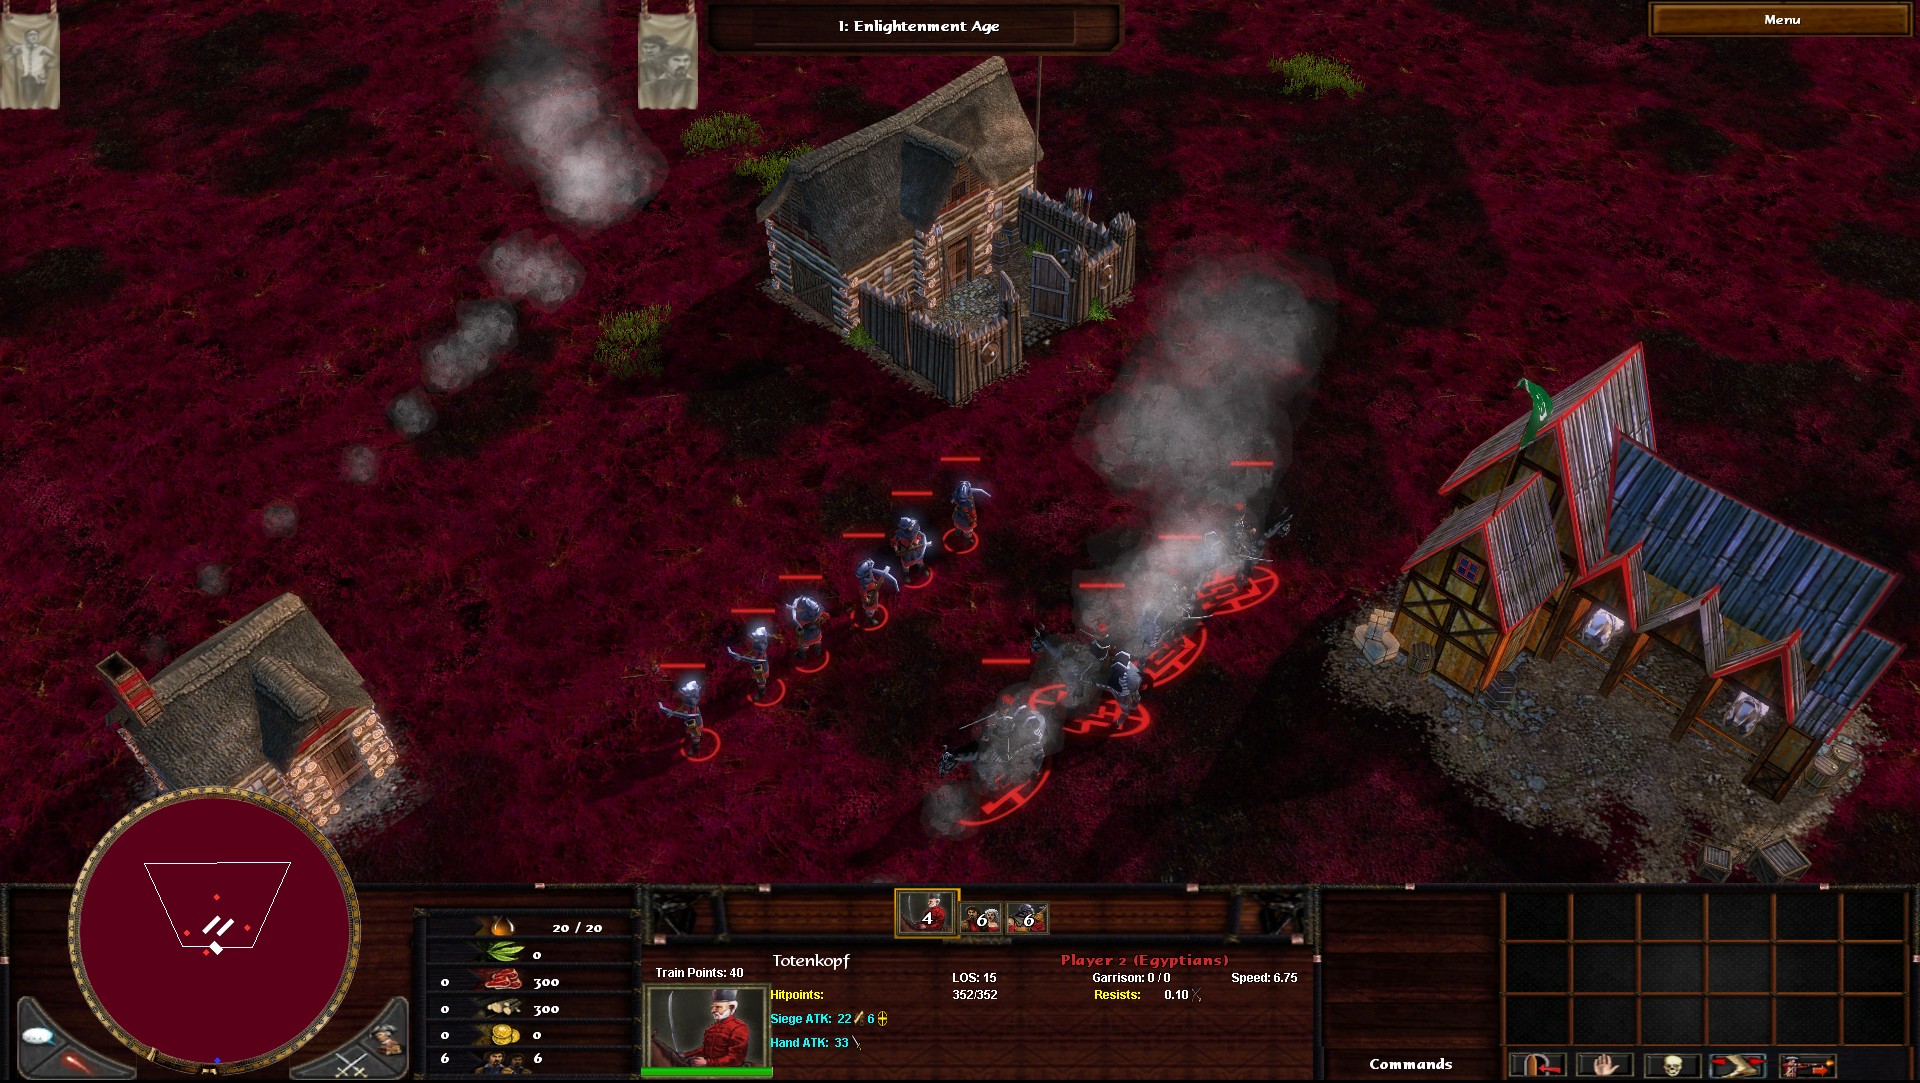 1: Enlightenment Age
Menu
20 / 20
0
0 300
0 300
0 0
6 6
4 6 6
Totenkopf
Player 2 (Egyptians)
Train Points: 40
LOS: 15
Garrison: 0 / 0
Speed: 6.75
Hitpoints:
352/352
Resists: 0.10
Siege ATK: 22 6
Hand ATK: 33
Commands